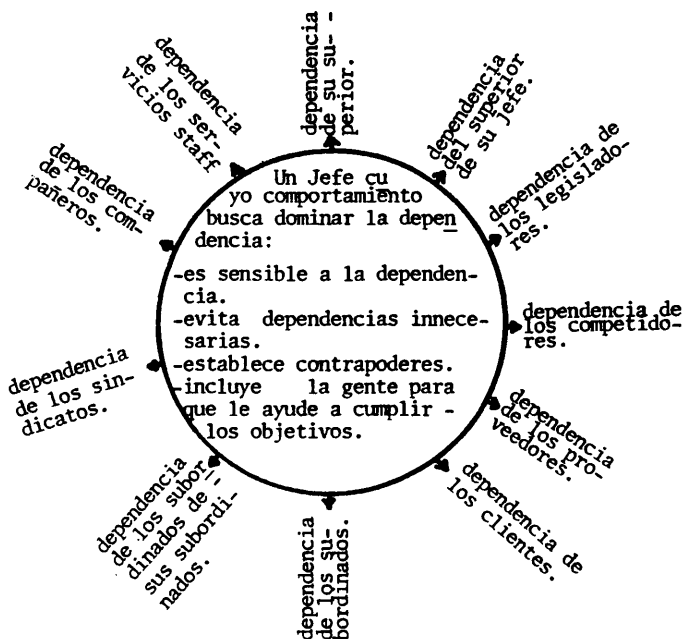 dependencia
de su su-
perior.
dependencia
del superior
de su jefe.
dependencia de
los legislado-
res.
dependencia de
los competido-
res.
dependencia
de los pro-
veedores.
dependencia de
los clientes.
dependencia
de los su-
bordinados.
dependencia
de los subor
dinados de -
sus subordi-
nados.
dependencia
de los sin-
dicatos.
dependencia
de los com-
pañeros.
dependencia
de los ser-
vicios staff
Un Jefe cu
yo comportamiento
busca dominar la depen
dencia:
-es sensible a la dependen-
cia.
-evita dependencias innece-
sarias.
-establece contrapoderes.
-incluye la gente para
que le ayude a cumplir -
los objetivos.